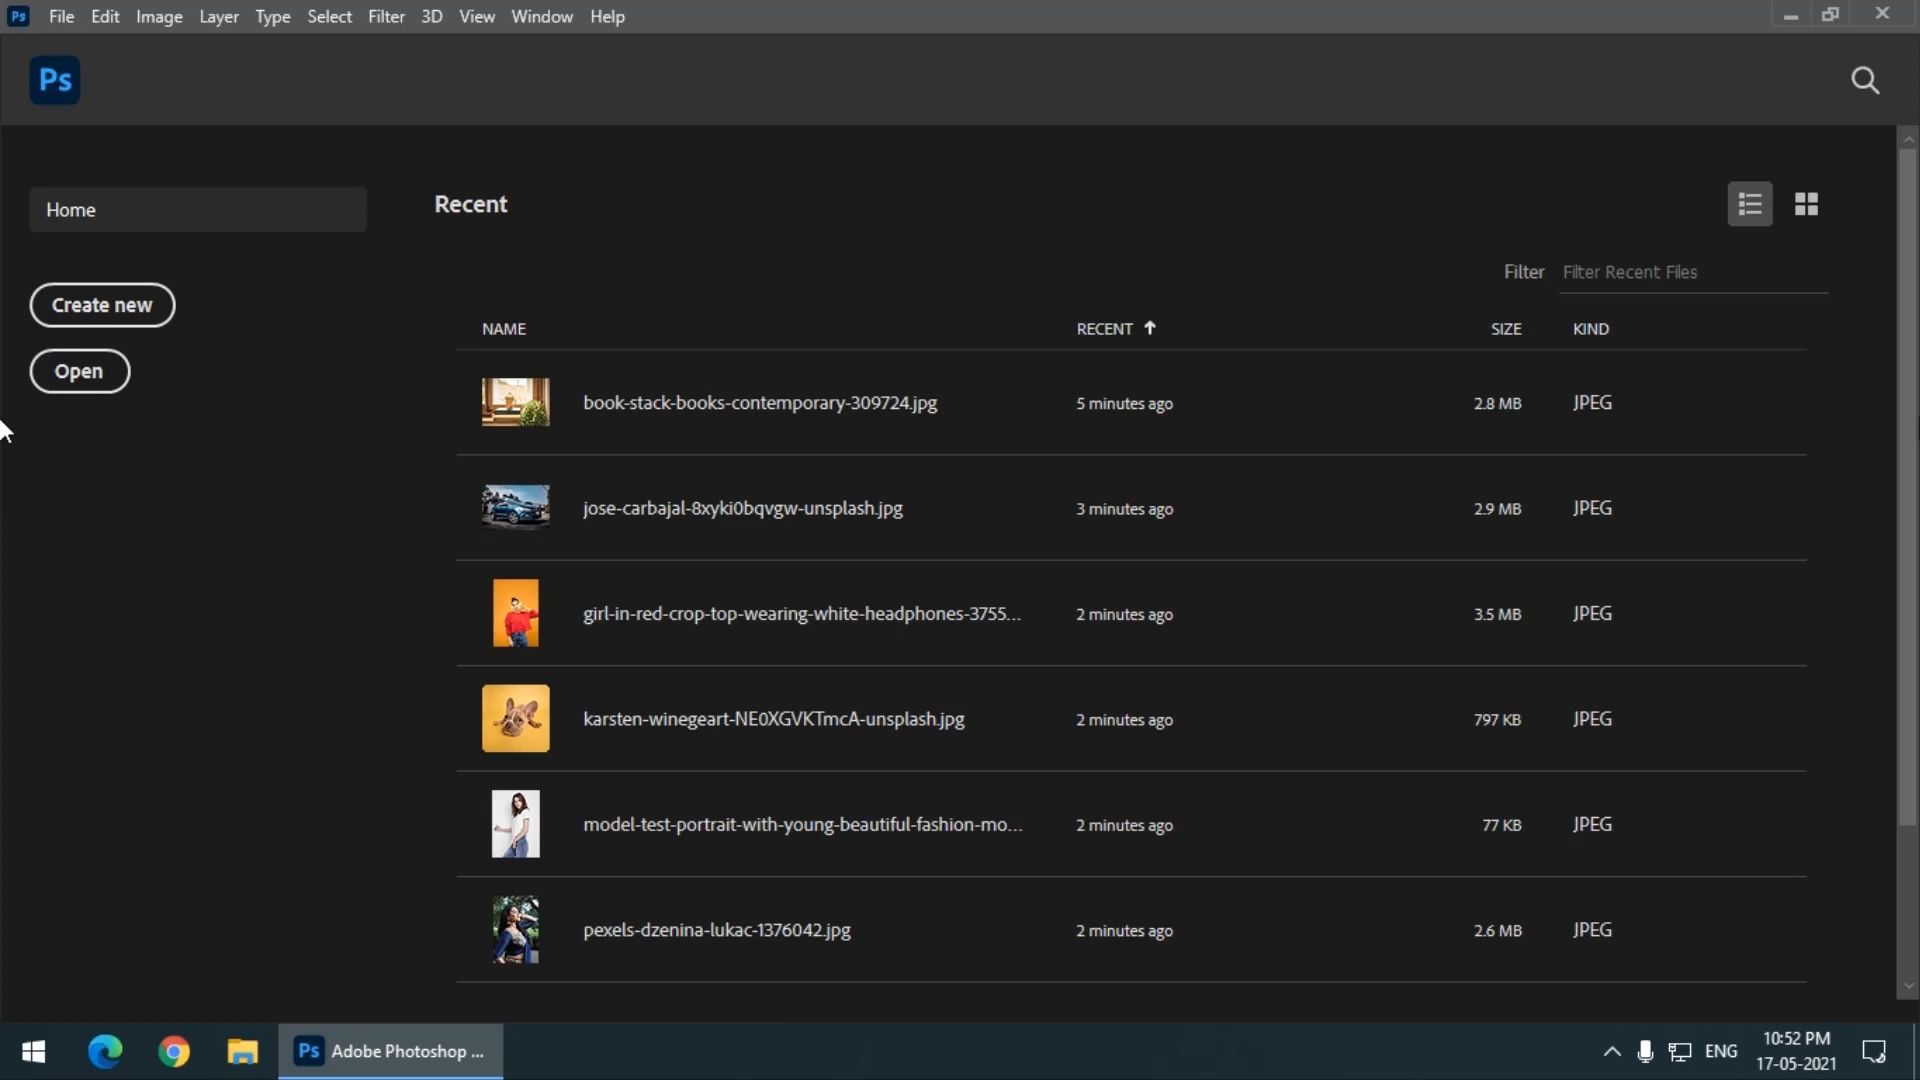 Ps File Edit Image Layer Type Select Filter 3D View Window Help
Ps
Home
Recent
Create new
Open
Filter Filter Recent Files
NAME RECENT SIZE KIND
book-stack-books-contemporary-309724.jpg 5 minutes ago 2.8 MB JPEG
jose-carbajal-8xyki0bqvgw-unsplash.jpg 3 minutes ago 2.9 MB JPEG
girl-in-red-crop-top-wearing-white-headphones-3755... 2 minutes ago 3.5 MB JPEG
karsten-winegeart-NE0XGVKTmcA-unsplash.jpg 2 minutes ago 797 KB JPEG
model-test-portrait-with-young-beautiful-fashion-mo... 2 minutes ago 77 KB JPEG
pexels-dzenina-lukac-1376042.jpg 2 minutes ago 2.6 MB JPEG
Ps Adobe Photoshop ... ENG 10:52 PM
17-05-2021